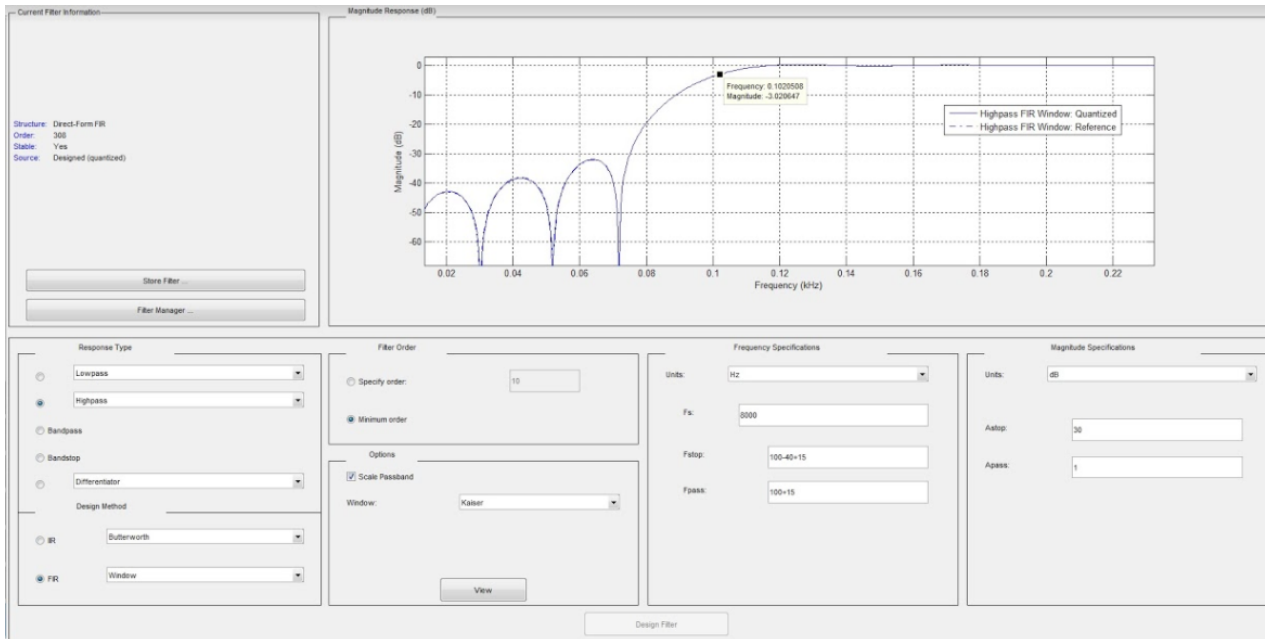 Current Filter Information
Structure: Direct-Form FIR
Order: 308
Stable: Yes
Source: Designed (quantized)
Store Filter ...
Filter Manager ...
Magnitude Response (dB)
Magnitude (dB)
0
-10
-20
-30
-40
-50
-60
Frequency: 0.1020508
Magnitude: -3.020647
Highpass FIR Window: Quantized
Highpass FIR Window: Reference
0.02 0.04 0.06 0.08 0.1 0.12 0.14 0.16 0.18 0.2 0.22
Frequency (kHz)
Response Type
Lowpass
Highpass
Bandpass
Bandstop
Differentiator
Design Method
IIR Butterworth
FIR Window
Filter Order
Specify order: 10
Minimum order
Options
Scale Passband
Window: Kaiser
View
Frequency Specifications
Units: Hz
Fs: 8000
Fstop: 100-40+15
Fpass: 100+15
Magnitude Specifications
Units: dB
Astop: 30
Apass: 1
Design Filter